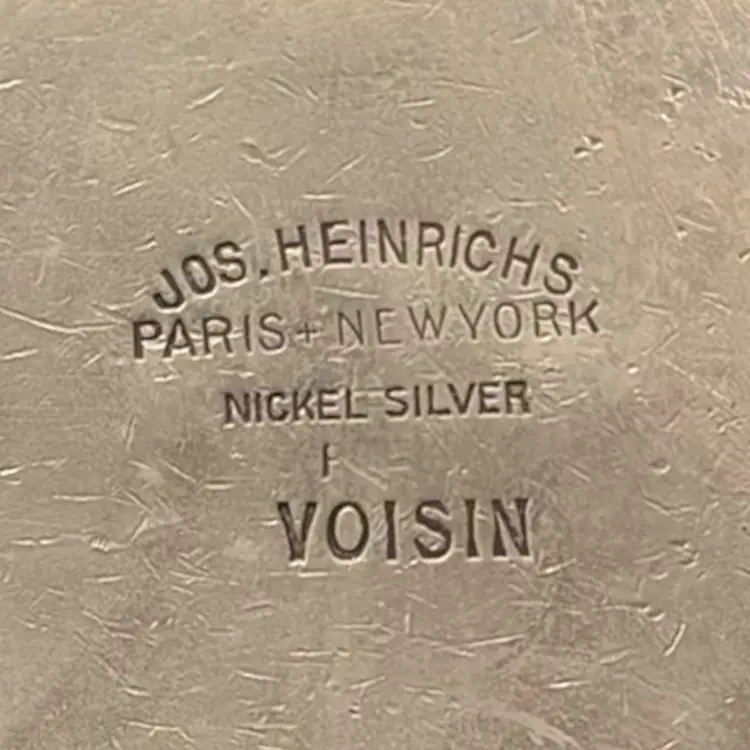 JOS. HEINRICHS
PARIS + NEW YORK
NICKEL SILVER
VOISIN